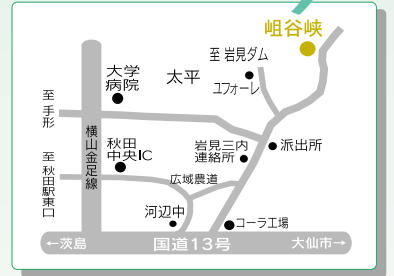 岨谷峡
至 岩見ダム
大学
病院
太平
ユフォーレ
至手形
横山金足線
秋田
中央IC
岩見三内
連絡所
派出所
至秋田駅東口
広域農道
河辺中
コーラ工場
←茨島
国道13号
大仙市→